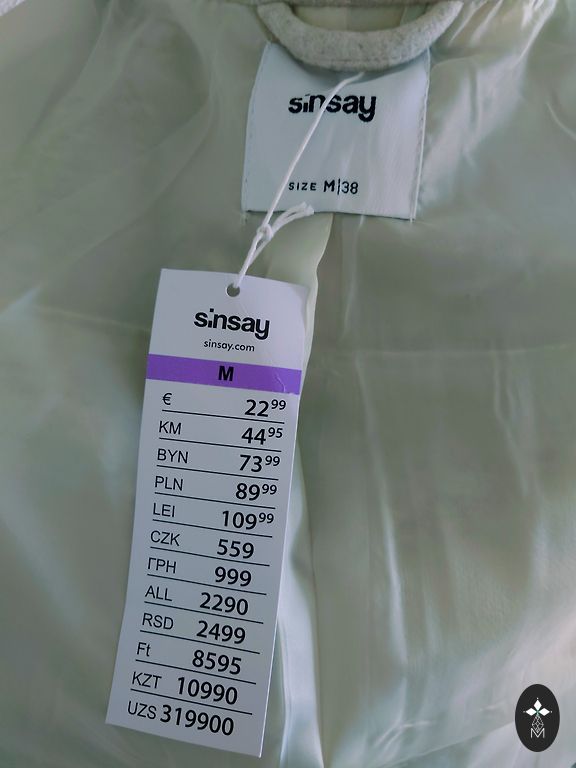 sinsay
SIZE M|38
sinsay
sinsay.com
M
€ 22⁹⁹
KM 44⁹⁵
BYN 73⁹⁹
PLN 89⁹⁹
LEI 109⁹⁹
CZK 559
ГРН 999
ALL 2290
RSD 2499
Ft 8595
KZT 10990
UZS 319900
M